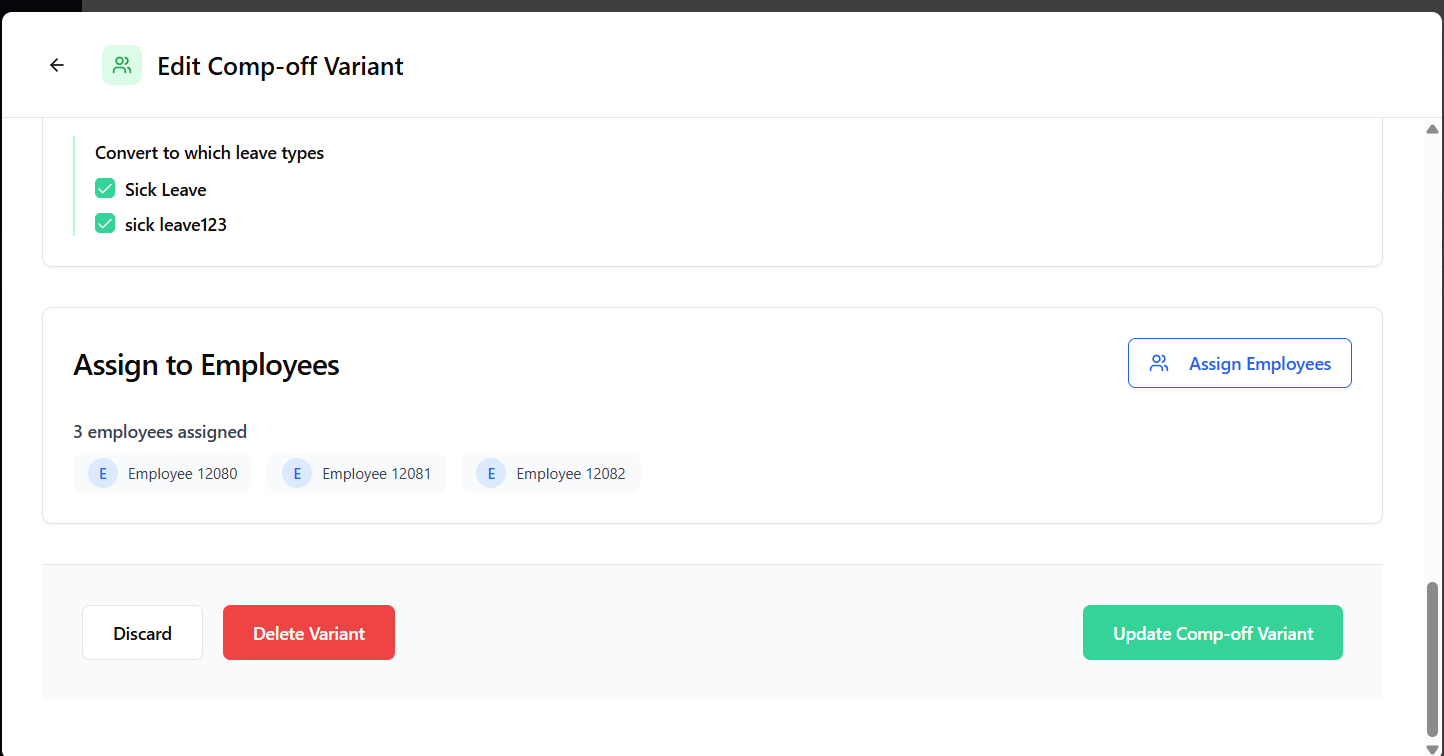 Edit Comp-off Variant
Convert to which leave types
Sick Leave
sick leave123
Assign to Employees
Assign Employees
3 employees assigned
E Employee 12080 E Employee 12081 E Employee 12082
Discard Delete Variant Update Comp-off Variant